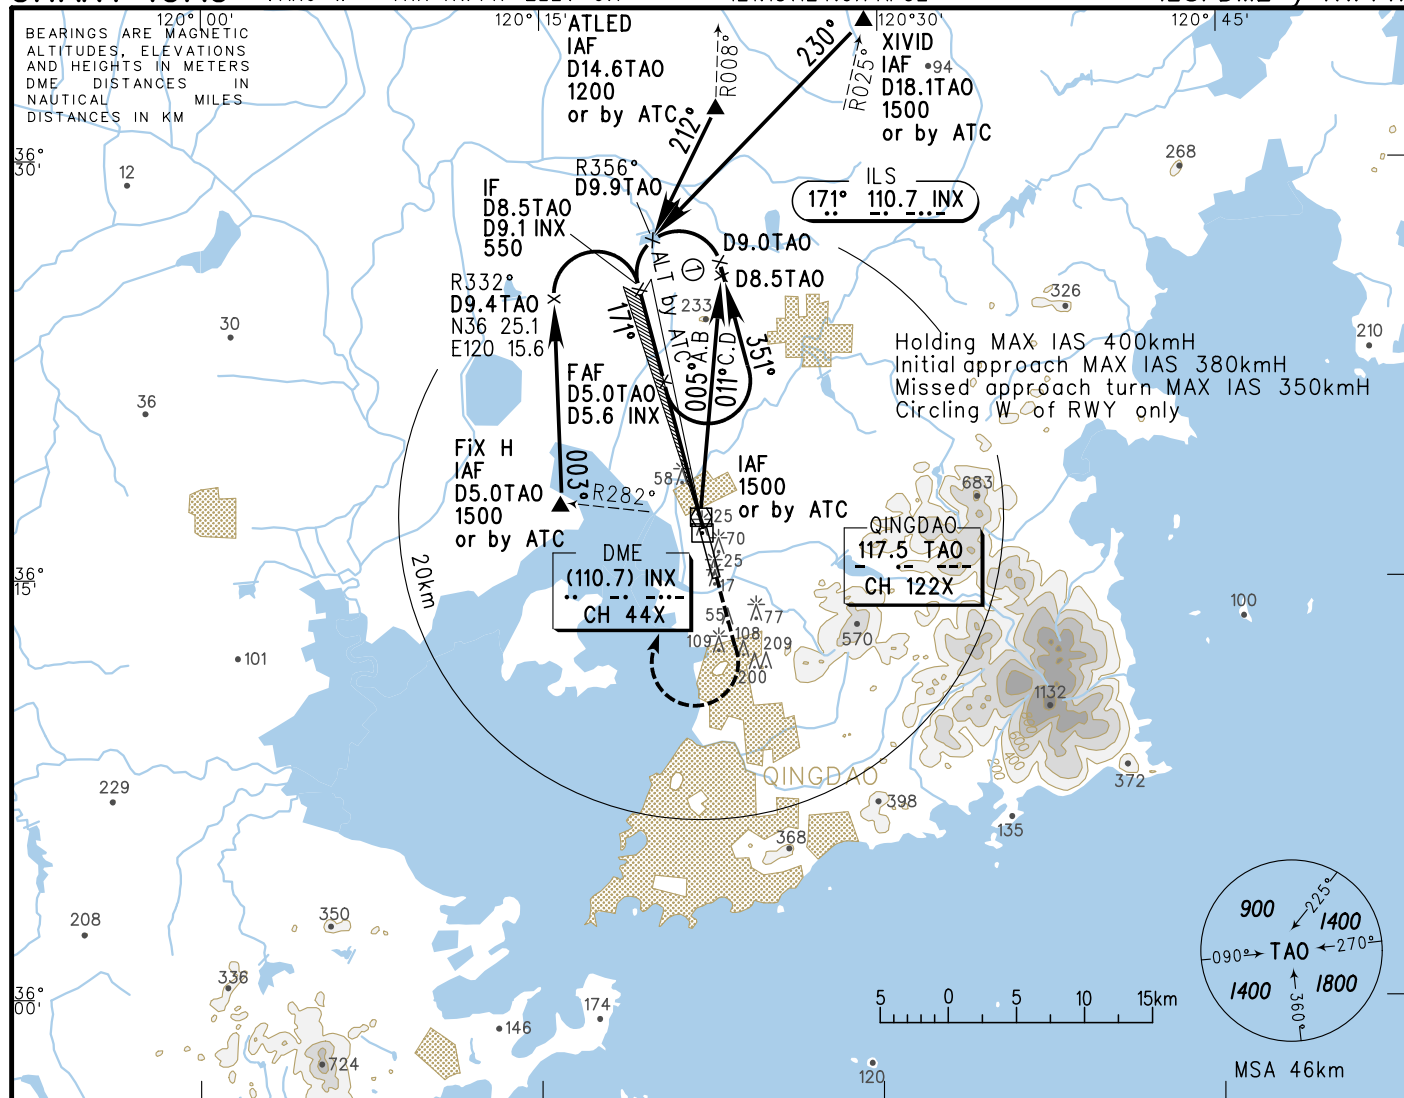 120° 00'
120° 15'
120° 30'
120° 45'
BEARINGS ARE MAGNETIC
ALTITUDES, ELEVATIONS
AND HEIGHTS IN METERS
DME DISTANCES IN
NAUTICAL MILES
DISTANCES IN KM
ATLED
IAF
D14.6TAO
1200
or by ATC
R008°
230°
R025°
XIVID
IAF
D18.1TAO
1500
or by ATC
94
212°
36°
30'
12
268
R356°
D9.9TAO
ILS
171° 110.7 INX
IF
D8.5TAO
D9.1 INX
550
D9.0TAO
D8.5TAO
ALT by ATC
1
R332°
D9.4TAO
N36 25.1
E120 15.6
171°
233
326
30
210
005°A.B
011°C.D
351°
Holding MAX IAS 400kmH
Initial approach MAX IAS 380kmH
Missed approach turn MAX IAS 350kmH
Circling W of RWY only
FAF
D5.0TAO
D5.6 INX
36
FiX H
IAF
D5.0TAO
1500
or by ATC
003°
R282°
58
IAF
1500
or by ATC
683
225
70
25
17
QINGDAO
117.5 TAO
CH 122X
DME
(110.7) INX
CH 44X
20km
36°
15'
100
55
77
570
109
108
209
200
101
1132
800
600
400
200
QINGDAO
372
229
398
135
368
208
350
336
36°
00'
174
146
724
120
5 0 5 10 15km
900
225°
1400
090°
TAO
270°
1400
360°
1800
MSA 46km